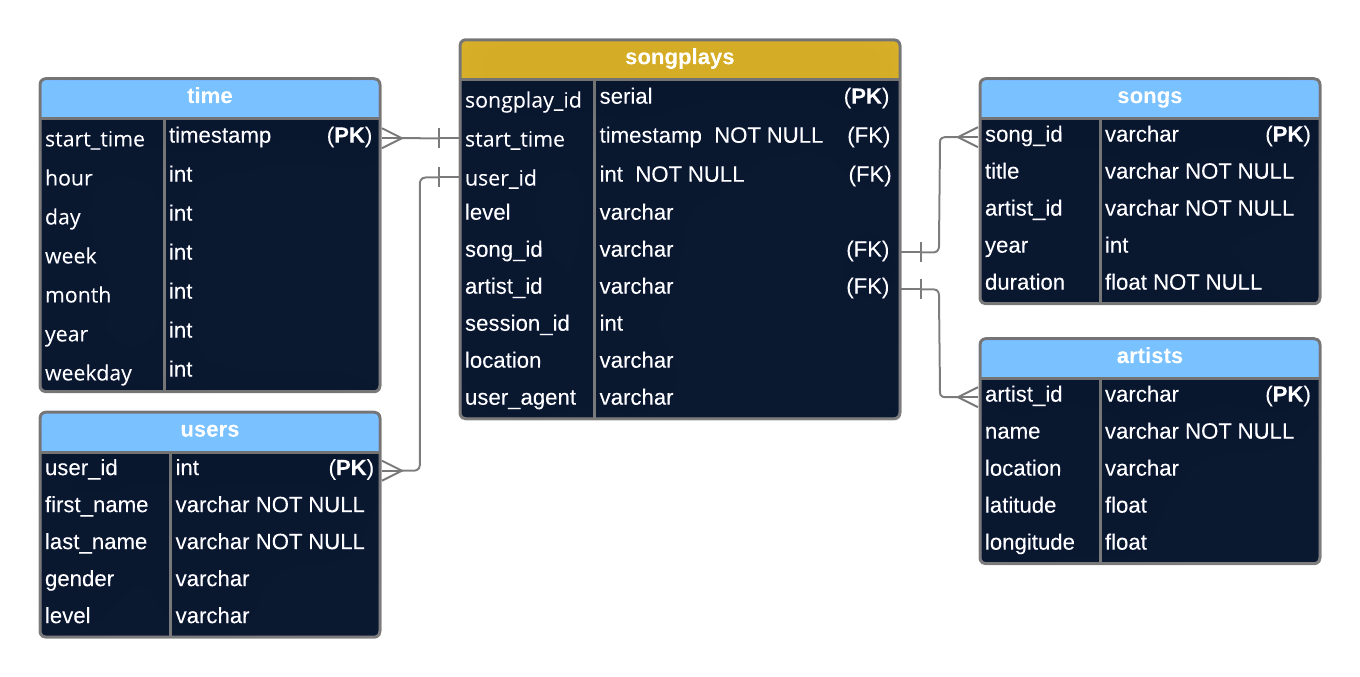 time
start_time timestamp (PK)
hour int
day int
week int
month int
year int
weekday int
users
user_id int (PK)
first_name varchar NOT NULL
last_name varchar NOT NULL
gender varchar
level varchar
songplays
songplay_id serial (PK)
start_time timestamp NOT NULL (FK)
user_id int NOT NULL (FK)
level varchar
song_id varchar (FK)
artist_id varchar (FK)
session_id int
location varchar
user_agent varchar
songs
song_id varchar (PK)
title varchar NOT NULL
artist_id varchar NOT NULL
year int
duration float NOT NULL
artists
artist_id varchar (PK)
name varchar NOT NULL
location varchar
latitude float
longitude float